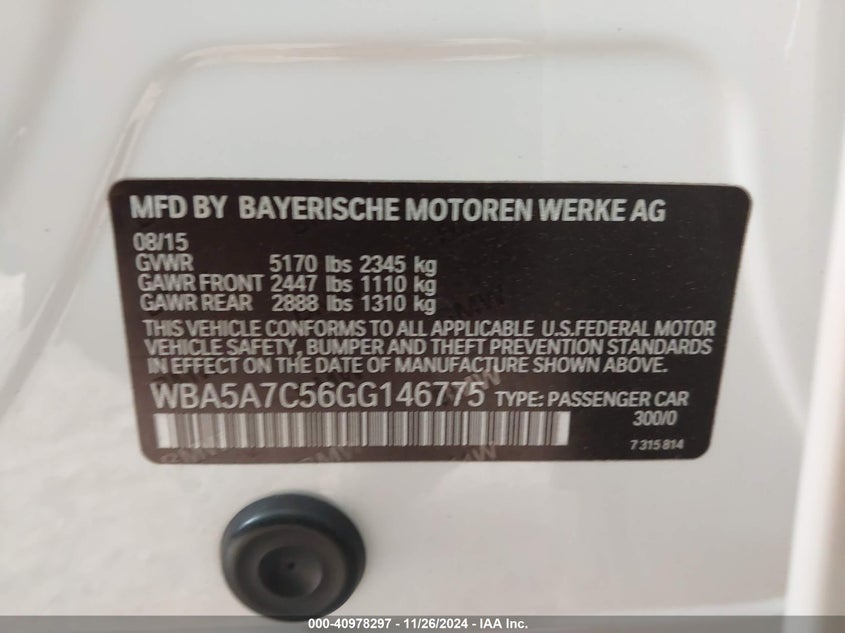 MFD BY BAYERISCHE MOTOREN WERKE AG
08/15
GVWR 5170 lbs 2345 kg
GAWR FRONT 2447 lbs 1110 kg
GAWR REAR 2888 lbs 1310 kg
THIS VEHICLE CONFORMS TO ALL APPLICABLE U.S.FEDERAL MOTOR
VEHICLE SAFETY, BUMPER AND THEFT PREVENTION STANDARDS
IN EFFECT ON THE DATE OF MANUFACTURE SHOWN ABOVE.
WBA5A7C56GG146775 TYPE: PASSENGER CAR
300/0
7 315 814
000-40978297 - 11/26/2024 - IAA Inc.